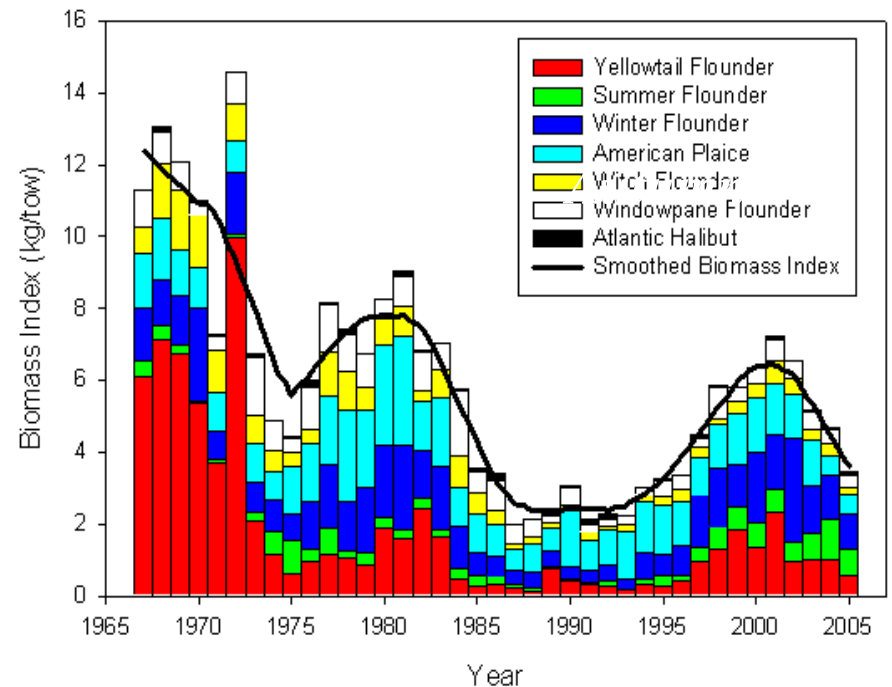 16
14
12
10
8
6
4
2
0
Biomass Index (kg/tow)
Yellowtail Flounder
Summer Flounder
Winter Flounder
American Plaice
Witch Flounder
Windowpane Flounder
Atlantic Halibut
Smoothed Biomass Index
1965 1970 1975 1980 1985 1990 1995 2000 2005
Year